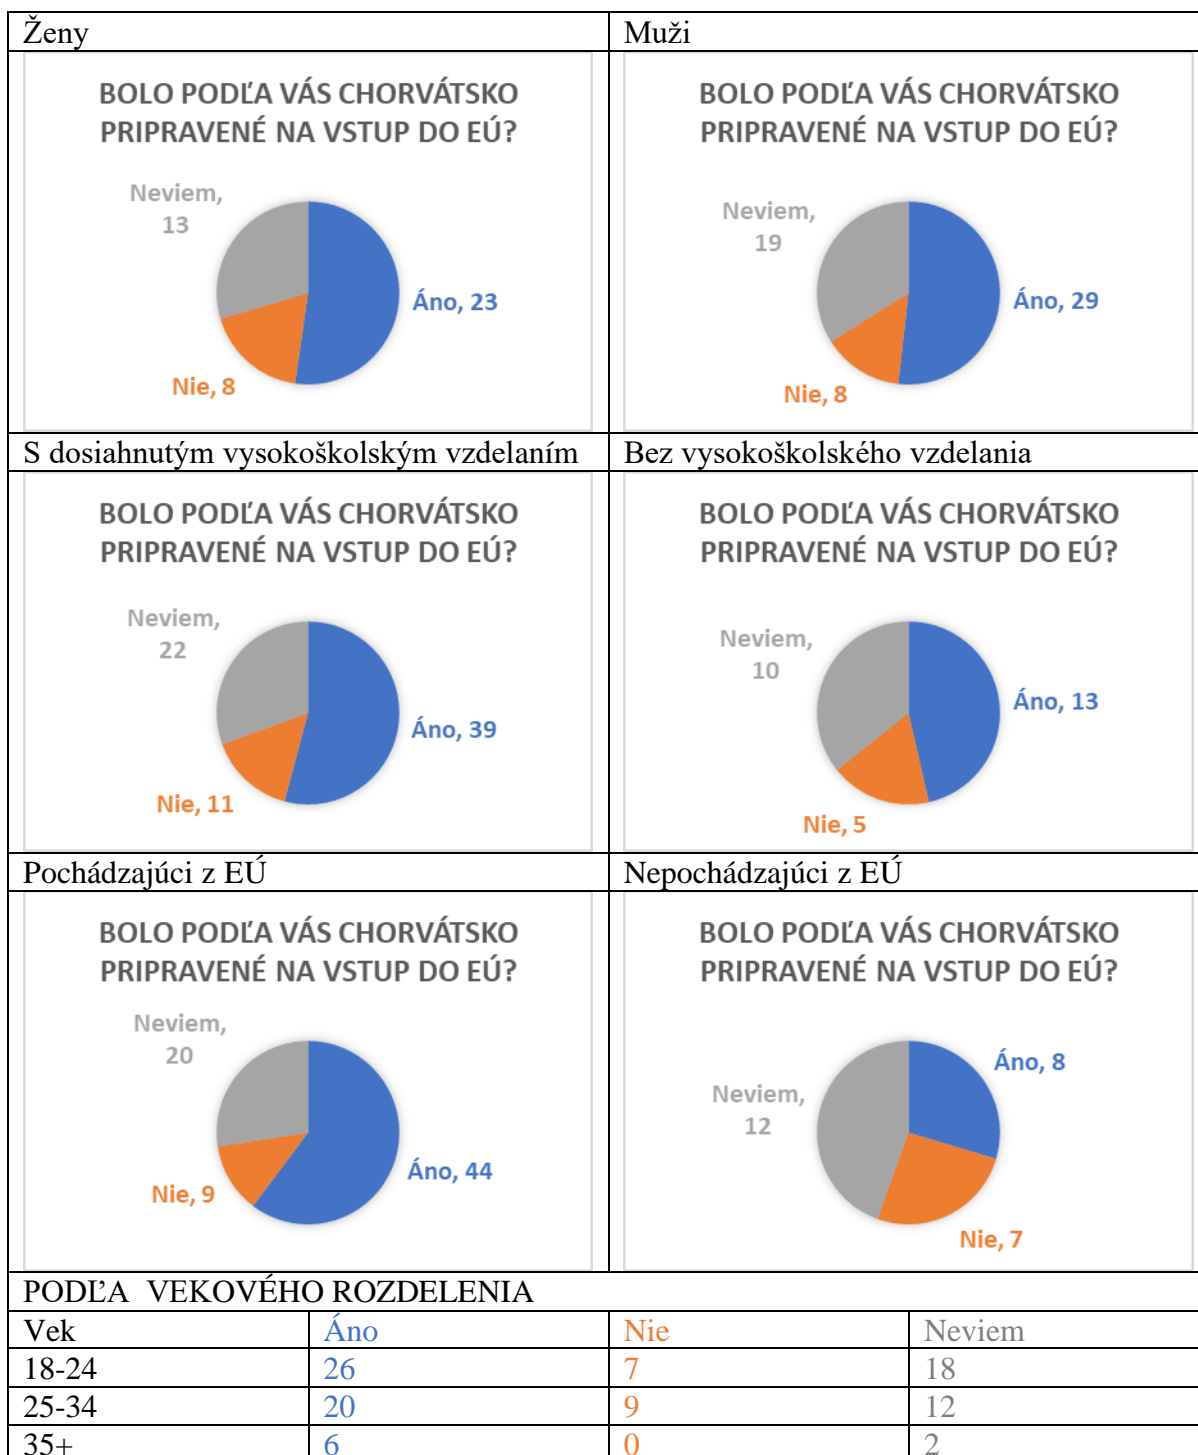 Ženy
Muži
BOLO PODĽA VÁS CHORVÁTSKO
PRIPRAVENÉ NA VSTUP DO EÚ?
Neviem,
13
Áno, 23
Nie, 8
BOLO PODĽA VÁS CHORVÁTSKO
PRIPRAVENÉ NA VSTUP DO EÚ?
Neviem,
19
Áno, 29
Nie, 8
S dosiahnutým vysokoškolským vzdelaním
Bez vysokoškolského vzdelania
BOLO PODĽA VÁS CHORVÁTSKO
PRIPRAVENÉ NA VSTUP DO EÚ?
Neviem,
22
Áno, 39
Nie, 11
BOLO PODĽA VÁS CHORVÁTSKO
PRIPRAVENÉ NA VSTUP DO EÚ?
Neviem,
10
Áno, 13
Nie, 5
Pochádzajúci z EÚ
Nepochádzajúci z EÚ
BOLO PODĽA VÁS CHORVÁTSKO
PRIPRAVENÉ NA VSTUP DO EÚ?
Neviem,
20
Áno, 44
Nie, 9
BOLO PODĽA VÁS CHORVÁTSKO
PRIPRAVENÉ NA VSTUP DO EÚ?
Áno, 8
Neviem,
12
Nie, 7
PODĽA VEKOVÉHO ROZDELENIA
Vek Áno Nie Neviem
18-24 26 7 18
25-34 20 9 12
35+ 6 0 2